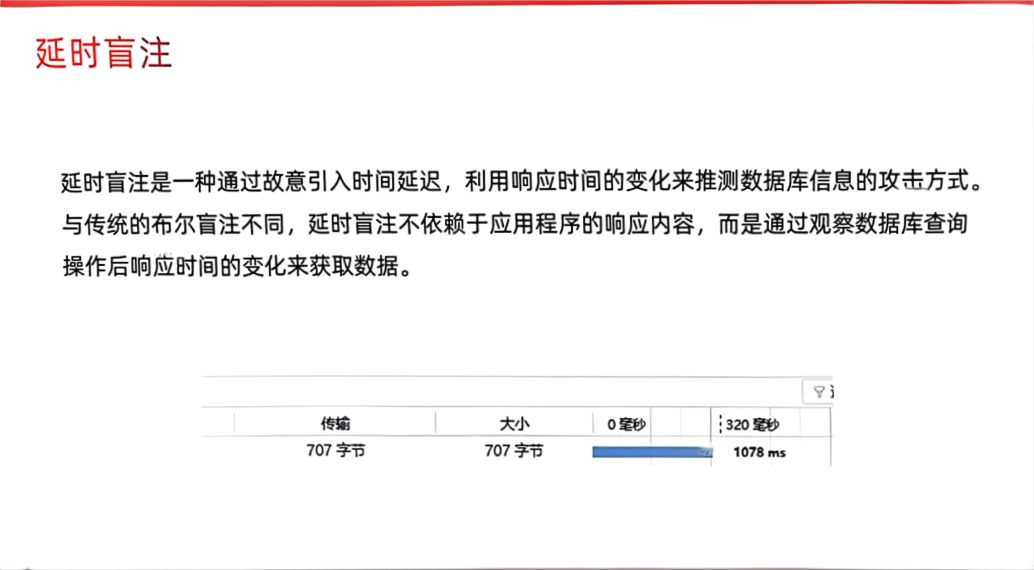 延时盲注
延时盲注是一种通过故意引入时间延迟，利用响应时间的变化来推测数据库信息的攻击方式。
与传统的布尔盲注不同，延时盲注不依赖于应用程序的响应内容，而是通过观察数据库查询
操作后响应时间的变化来获取数据。
传输 大小 0 毫秒 320 毫秒
707 字节 707 字节 1078 ms